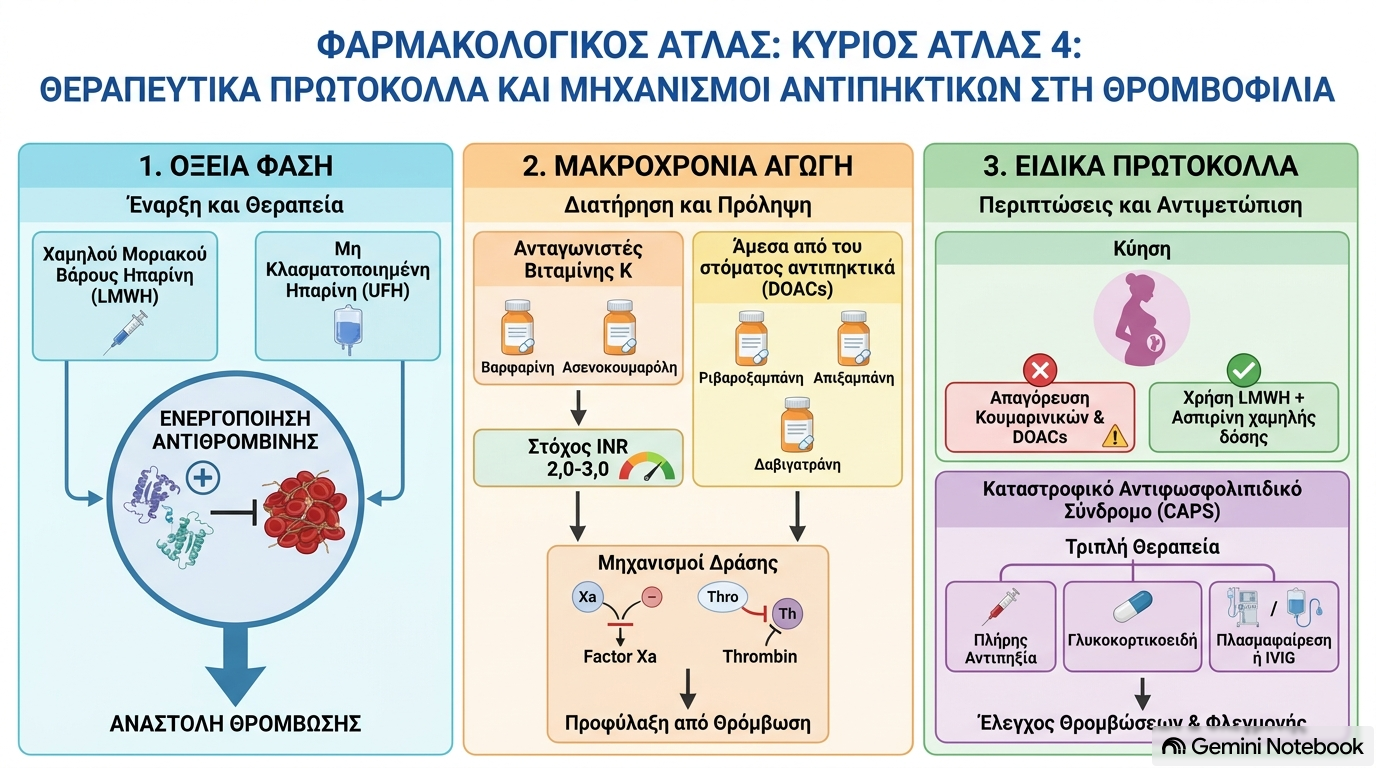 ΦΑΡΜΑΚΟΛΟΓΙΚΟΣ ΑΤΛΑΣ: ΚΥΡΙΟΣ ΑΤΛΑΣ 4:
ΘΕΡΑΠΕΥΤΙΚΑ ΠΡΩΤΟΚΟΛΛΑ ΚΑΙ ΜΗΧΑΝΙΣΜΟΙ ΑΝΤΙΠΗΚΤΙΚΩΝ ΣΤΗ ΘΡΟΜΒΟΦΙΛΙΑ
1. ΟΞΕΙΑ ΦΑΣΗ
Έναρξη και Θεραπεία
Χαμηλού Μοριακού
Βάρους Ηπαρίνη
(LMWH)
Μη
Κλασματοποιημένη
Ηπαρίνη (UFH)
ΕΝΕΡΓΟΠΟΙΗΣΗ
ΑΝΤΙΘΡΟΜΒΙΝΗΣ
+
ΑΝΑΣΤΟΛΗ ΘΡΟΜΒΩΣΗΣ
2. ΜΑΚΡΟΧΡΟΝΙΑ ΑΓΩΓΗ
Διατήρηση και Πρόληψη
Ανταγωνιστές
Βιταμίνης Κ
Βαρφαρίνη
Ασενοκουμαρόλη
Στόχος INR
2,0-3,0
Άμεσα από του
στόματος αντιπηκτικά
(DOACs)
Ριβαροξαμπάνη
Απιξαμπάνη
Δαβιγατράνη
Μηχανισμοί Δράσης
Xa
−
Factor Xa
Thro
Th
Thrombin
Προφύλαξη από Θρόμβωση
3. ΕΙΔΙΚΑ ΠΡΩΤΟΚΟΛΛΑ
Περιπτώσεις και Αντιμετώπιση
Κύηση
Απαγόρευση
Κουμαρινικών &
DOACs
Χρήση LMWH +
Ασπιρίνη χαμηλής
δόσης
Καταστροφικό Αντιφωσφολιπιδικό
Σύνδρομο (CAPS)
Τριπλή Θεραπεία
Πλήρης
Αντιπηξία
Γλυκοκορτικοειδή
/
Πλασμαφαίρεση
ή IVIG
Έλεγχος Θρομβώσεων & Φλεγμονής
Gemini Notebook